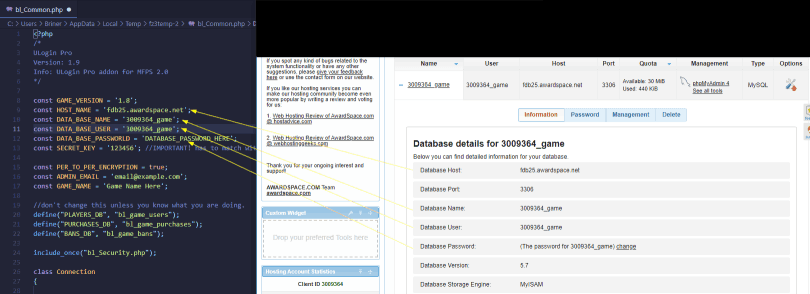 bl_Common.php
C: > Users > Briner > AppData > Local > Temp > fz3temp-2 > bl_Common.php >
1 <?php
2 /*
3 ULogin Pro
4 Version: 1.9
5 Info: ULogin Pro addon for MFPS 2.0
6 */
7
8 const GAME_VERSION = '1.8';
9 const HOST_NAME = 'fdb25.awardspace.net';
10 const DATA_BASE_NAME = '3009364_game';
11 const DATA_BASE_USER = '3009364_game';
12 const DATA_BASE_PASSWORLD = 'DATABASE_PASSWORD_HERE';
13 const SECRET_KEY = '123456'; //IMPORTANT! has to match wit
14
15 const PER_TO_PER_ENCRYPTION = true;
16 const ADMIN_EMAIL = 'email@example.com';
17 const GAME_NAME = 'Game Name Here';
18
19 //don't change this unless you know what you are doing.
20 define("PLAYERS_DB", "bl_game_users");
21 define("PURCHASES_DB", "bl_game_purchases");
22 define("BANS_DB", "bl_game_bans");
23
24 include_once("bl_Security.php");
25
26 class Connection
27 {
28
If you spot any kind of bugs related to the
system functionality or have any other
suggestions, please give your feedback
here or use the contact form on our website.
If you like our hosting services you can
make our hosting community become even
more popular by writing a review and voting
for us.
1. Web Hosting Review of AwardSpace.com
@ hostadvice.com
2. Web Hosting Review of AwardSpace.com
@ webhostinggeeks.com
Thank you for your ongoing interest and
support!
AWARDSPACE.COM Team
awardspace.com
Custom Widget
Drop your preferred Tools here
Hosting Account Statistics
Client ID 3009364
Name User Host Port Quota Management Type Options
3009364_game 3009364_game fdb25.awardspace.net 3306 Available: 30 MiB
Used: 440 KiB phpMyAdmin 4
See all tools MySQL
Information Password Management Delete
Database details for 3009364_game
Below you can find detailed information for your database
Database Host: fdb25.awardspace.net
Database Port: 3306
Database Name: 3009364_game
Database User: 3009364_game
Database Password: (The password for 3009364_game) change
Database Version: 5.7
Database Storage Engine: MyISAM